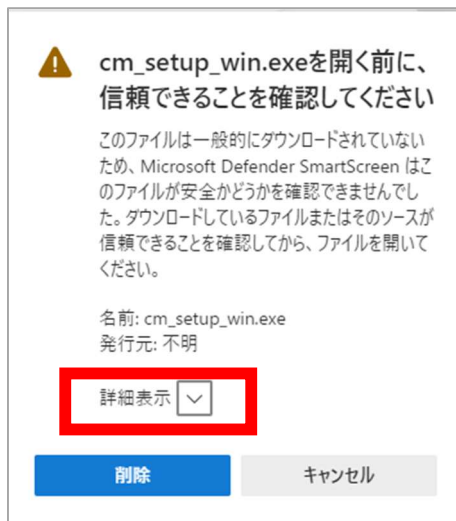 cm_setup_win.exeを開く前に、
信頼できることを確認してください
このファイルは一般的にダウンロードされていない
ため、Microsoft Defender SmartScreen はこ
のファイルが安全かどうかを確認できませんでし
た。ダウンロードしているファイルまたはそのソースが
信頼できることを確認してから、ファイルを開いて
ください。
名前: cm_setup_win.exe
発行元: 不明
詳細表示
削除
キャンセル